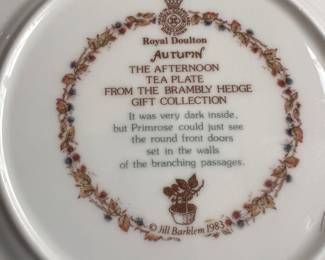 Royal Doulton
AUTUMN
THE AFTERNOON
TEA PLATE
FROM THE BRAMBLY HEDGE
GIFT COLLECTION
It was very dark inside,
but Primrose could just see
the round front doors
set in the walls
of the branching passages.
© Jill Barklem 1983